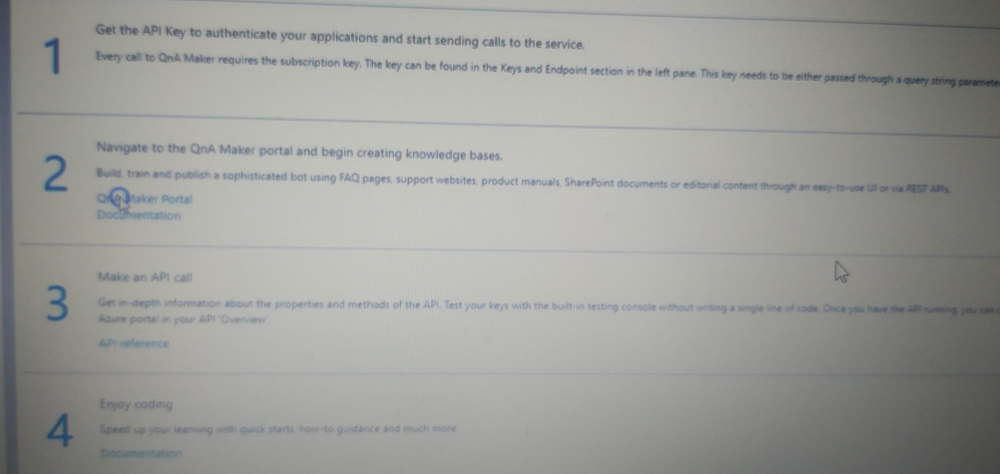 1
Get the API Key to authenticate your applications and start sending calls to the service.
Every call to QnA Maker requires the subscription key. The key can be found in the Keys and Endpoint section in the left pane. This key needs to be either passed through a query string parameter
2
Navigate to the QnA Maker portal and begin creating knowledge bases.
Build, train and publish a sophisticated bot using FAQ pages, support websites, product manuals, SharePoint documents or editorial content through an easy-to-use UI or via REST APIs.
QnA Maker Portal
Documentation
3
Make an API call
Get in-depth information about the properties and methods of the API. Test your keys with the built-in testing console without writing a single line of code. Once you have the API running, you can
Azure portal in your API 'Overview'.
API reference
4
Enjoy coding
Speed up your learning with quick starts, how-to guidance and much more
Documentation